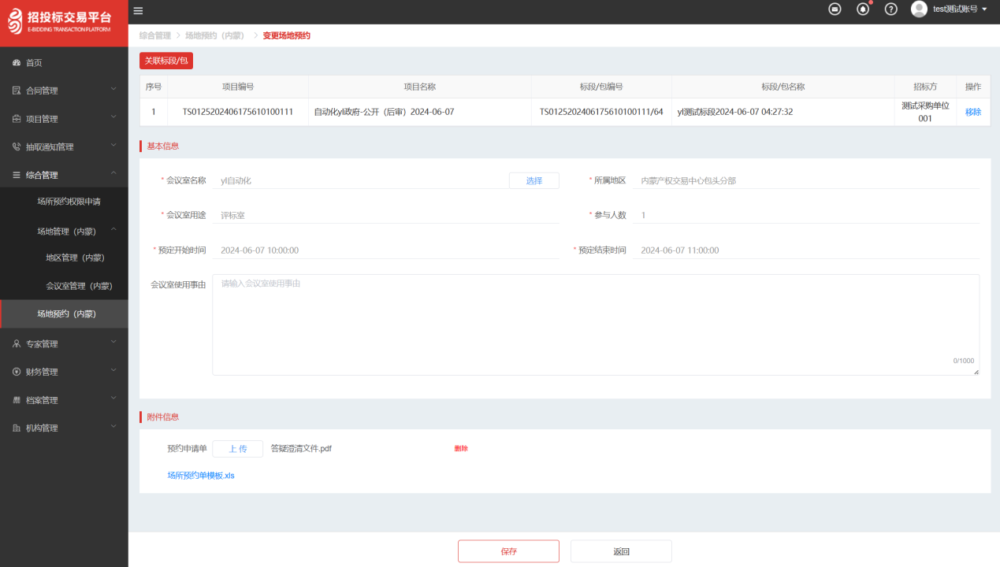 招投标交易平台
E-BIDDING TRANSACTION PLATFORM
test测试账号
首页
合同管理
项目管理
抽取通知管理
综合管理
场所预约权限申请
场地管理（内蒙）
地区管理（内蒙）
会议室管理（内蒙）
场地预约（内蒙）
专家管理
财务管理
档案管理
机构管理
综合管理 > 场地预约（内蒙） > 变更场地预约
关联标段/包
序号 项目编号 项目名称 标段/包编号 标段/包名称 招标方 操作
1 TS0125202406175610100111 自动化yl政府-公开（后审）2024-06-07 TS0125202406175610100111/64 yl测试标段2024-06-07 04:27:32 测试采购单位001 移除
基本信息
* 会议室名称 yl自动化 选择 * 所属地区 内蒙产权交易中心包头分部
* 会议室用途 评标室 * 参与人数 1
* 预定开始时间 2024-06-07 10:00:00 * 预定结束时间 2024-06-07 11:00:00
会议室使用事由 请输入会议室使用事由
0/1000
附件信息
预约申请单 上传 答疑澄清文件.pdf 删除
场所预约单模板.xls
保存 返回